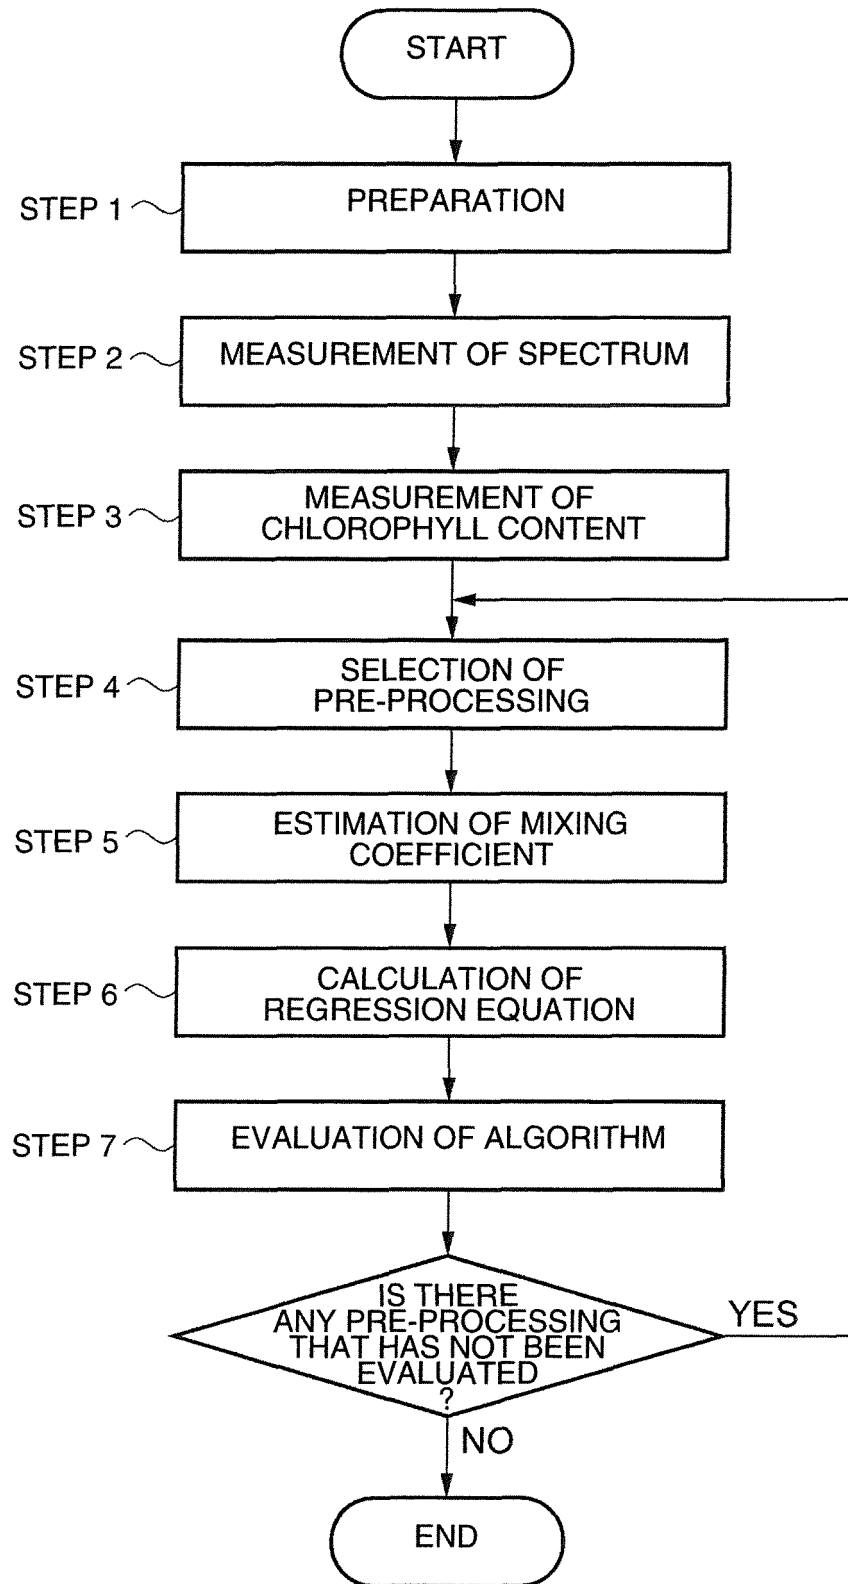 START
STEP 1
PREPARATION
STEP 2
MEASUREMENT OF SPECTRUM
STEP 3
MEASUREMENT OF
CHLOROPHYLL CONTENT
STEP 4
SELECTION OF
PRE-PROCESSING
STEP 5
ESTIMATION OF MIXING
COEFFICIENT
STEP 6
CALCULATION OF
REGRESSION EQUATION
STEP 7
EVALUATION OF ALGORITHM
IS THERE
ANY PRE-PROCESSING
THAT HAS NOT BEEN
EVALUATED
?
YES
NO
END